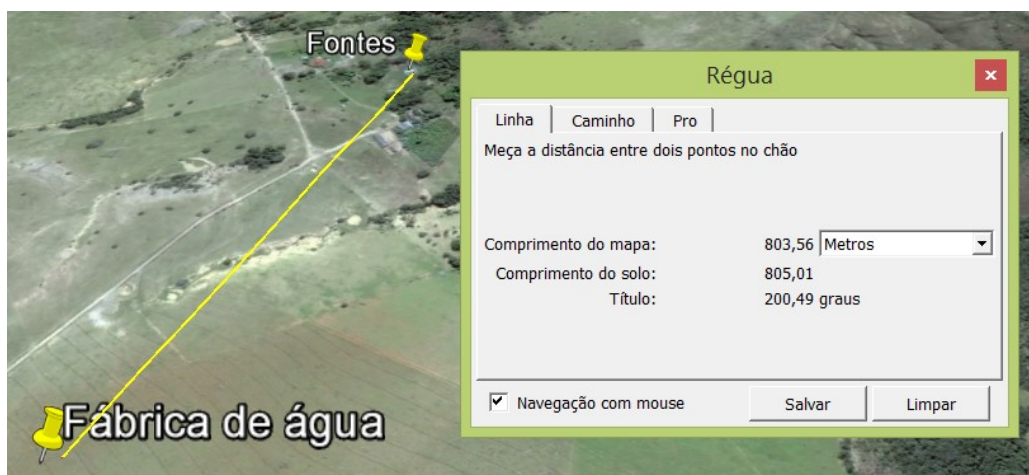 Fontes
Régua
Linha
Caminho
Pro
Meça a distância entre dois pontos no chão
Comprimento do mapa: 803,56 Metros
Comprimento do solo: 805,01
Título: 200,49 graus
Navegação com mouse
Salvar
Limpar
Fábrica de água